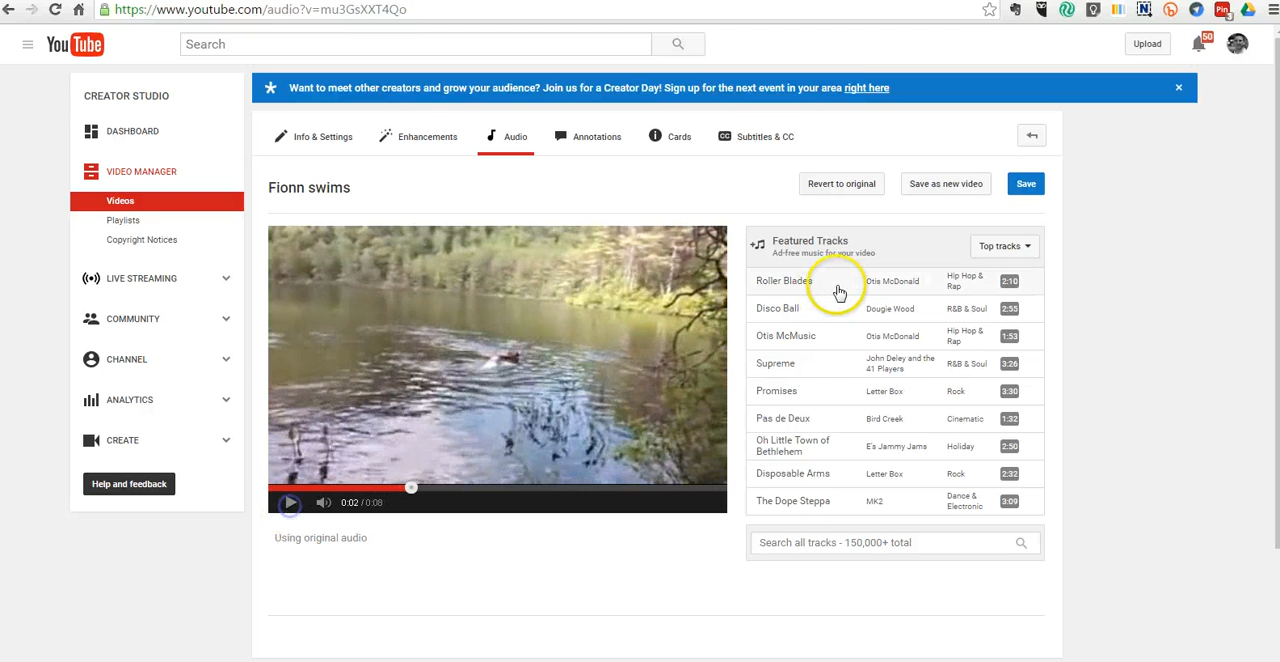 https://www.youtube.com/audio?v=mu3GsXXT4Qo
Pin
3
YouTube
Search
Upload
50
CREATOR STUDIO
DASHBOARD
VIDEO MANAGER
Videos
Playlists
Copyright Notices
LIVE STREAMING
COMMUNITY
CHANNEL
ANALYTICS
CREATE
Help and feedback
Want to meet other creators and grow your audience? Join us for a Creator Day! Sign up for the next event in your area right here
Info & Settings
Enhancements
Audio
Annotations
Cards
CC Subtitles & CC
Fionn swims
Revert to original
Save as new video
Save
0:02 / 0:08
Using original audio
Featured Tracks
Ad-free music for your video
Top tracks
Roller Blades Otis McDonald Hip Hop & Rap 2:10
Disco Ball Dougie Wood R&B & Soul 2:55
Otis McMusic Otis McDonald Hip Hop & Rap 1:53
Supreme John Deley and the 41 Players R&B & Soul 3:26
Promises Letter Box Rock 3:30
Pas de Deux Bird Creek Cinematic 1:32
Oh Little Town of Bethlehem E's Jammy Jams Holiday 2:50
Disposable Arms Letter Box Rock 2:32
The Dope Steppa MK2 Dance & Electronic 3:09
Search all tracks - 150,000+ total